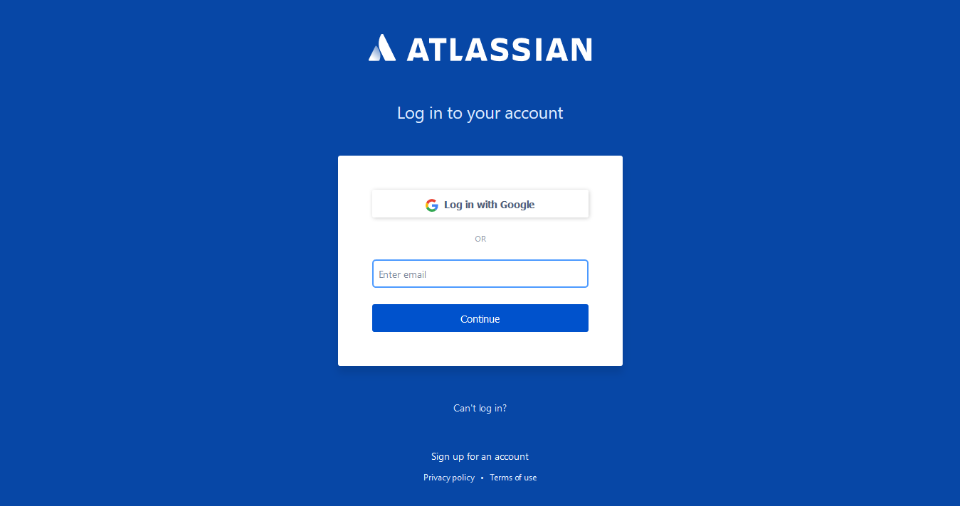 ATLASSIAN
Log in to your account
Log in with Google
OR
Enter email
Continue
Can't log in?
Sign up for an account
Privacy policy • Terms of use